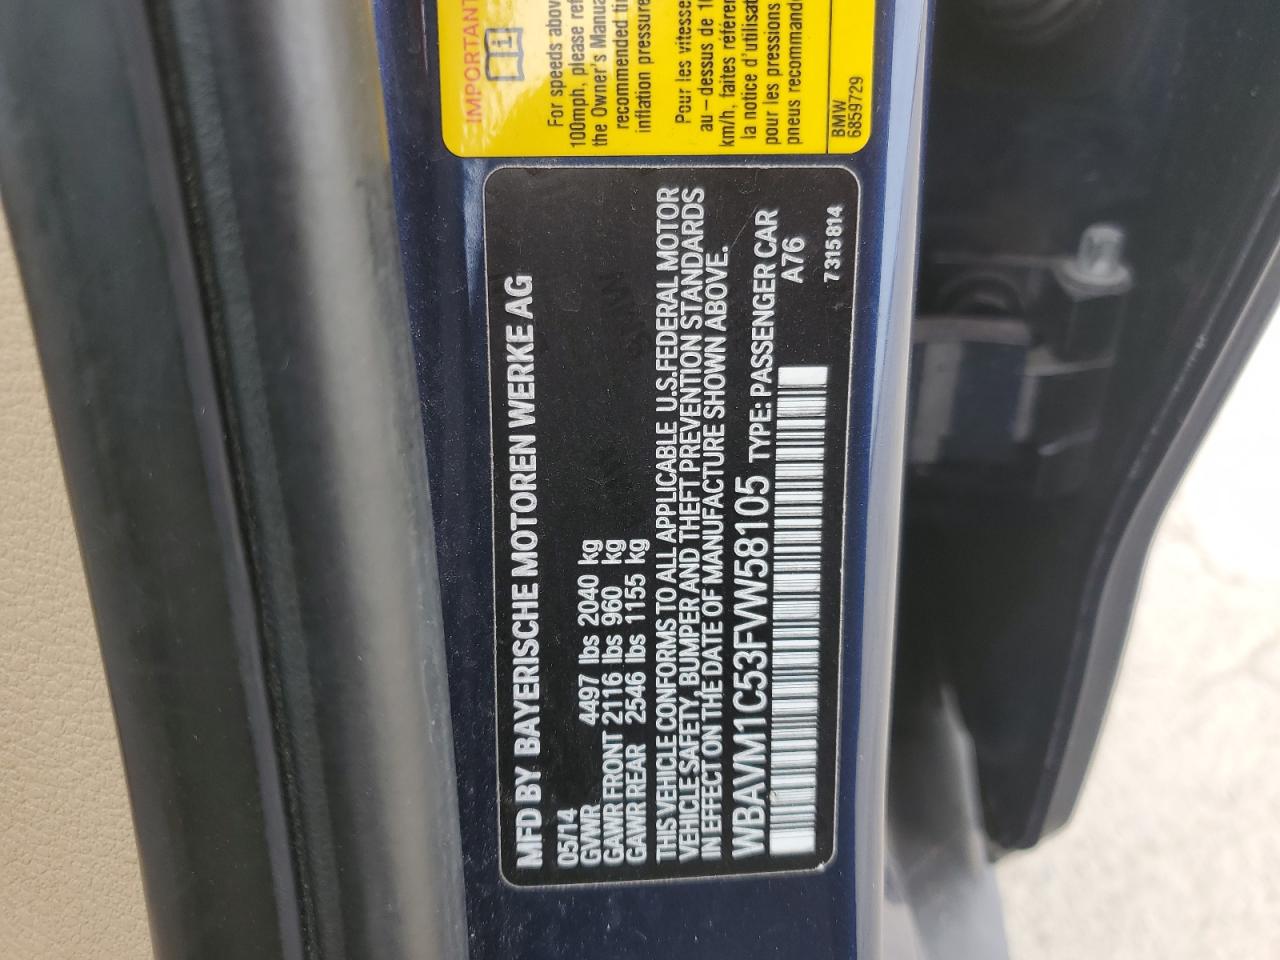 IMPORTANT
For speeds above
100mph, please
the Owner's Manual
recommended
inflation pressure
Pour les vitesse
au-dessus de
km/h, faites
la notice d'utilisat
pour les pressions
pneus recommand
BMW
6859729
MFD BY BAYERISCHE MOTOREN WERKE AG
05/14
GVWR 4497 lbs 2040 kg
GAWR FRONT 2116 lbs 960 kg
GAWR REAR 2546 lbs 1155 kg
THIS VEHICLE CONFORMS TO ALL APPLICABLE U.S.FEDERAL MOTOR
VEHICLE SAFETY, BUMPER AND THEFT PREVENTION STANDARDS
IN EFFECT ON THE DATE OF MANUFACTURE SHOWN ABOVE.
WBAVM1C53FVW58105 TYPE: PASSENGER CAR
A76
7315814